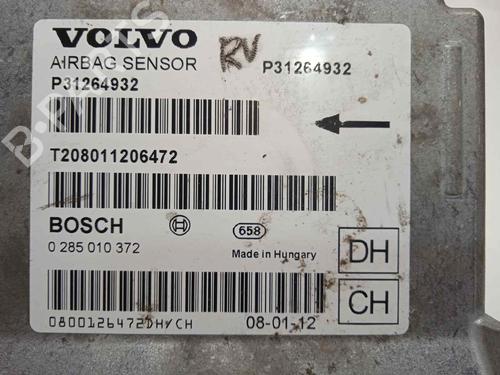 VOLVO
AIRBAG SENSOR
RV
P31264932
P31264932
T208011206472
BOSCH
658
0 285 010 372
Made in Hungary
DH
CH
0800126472DH/CH
08-01-12
B-PARTS